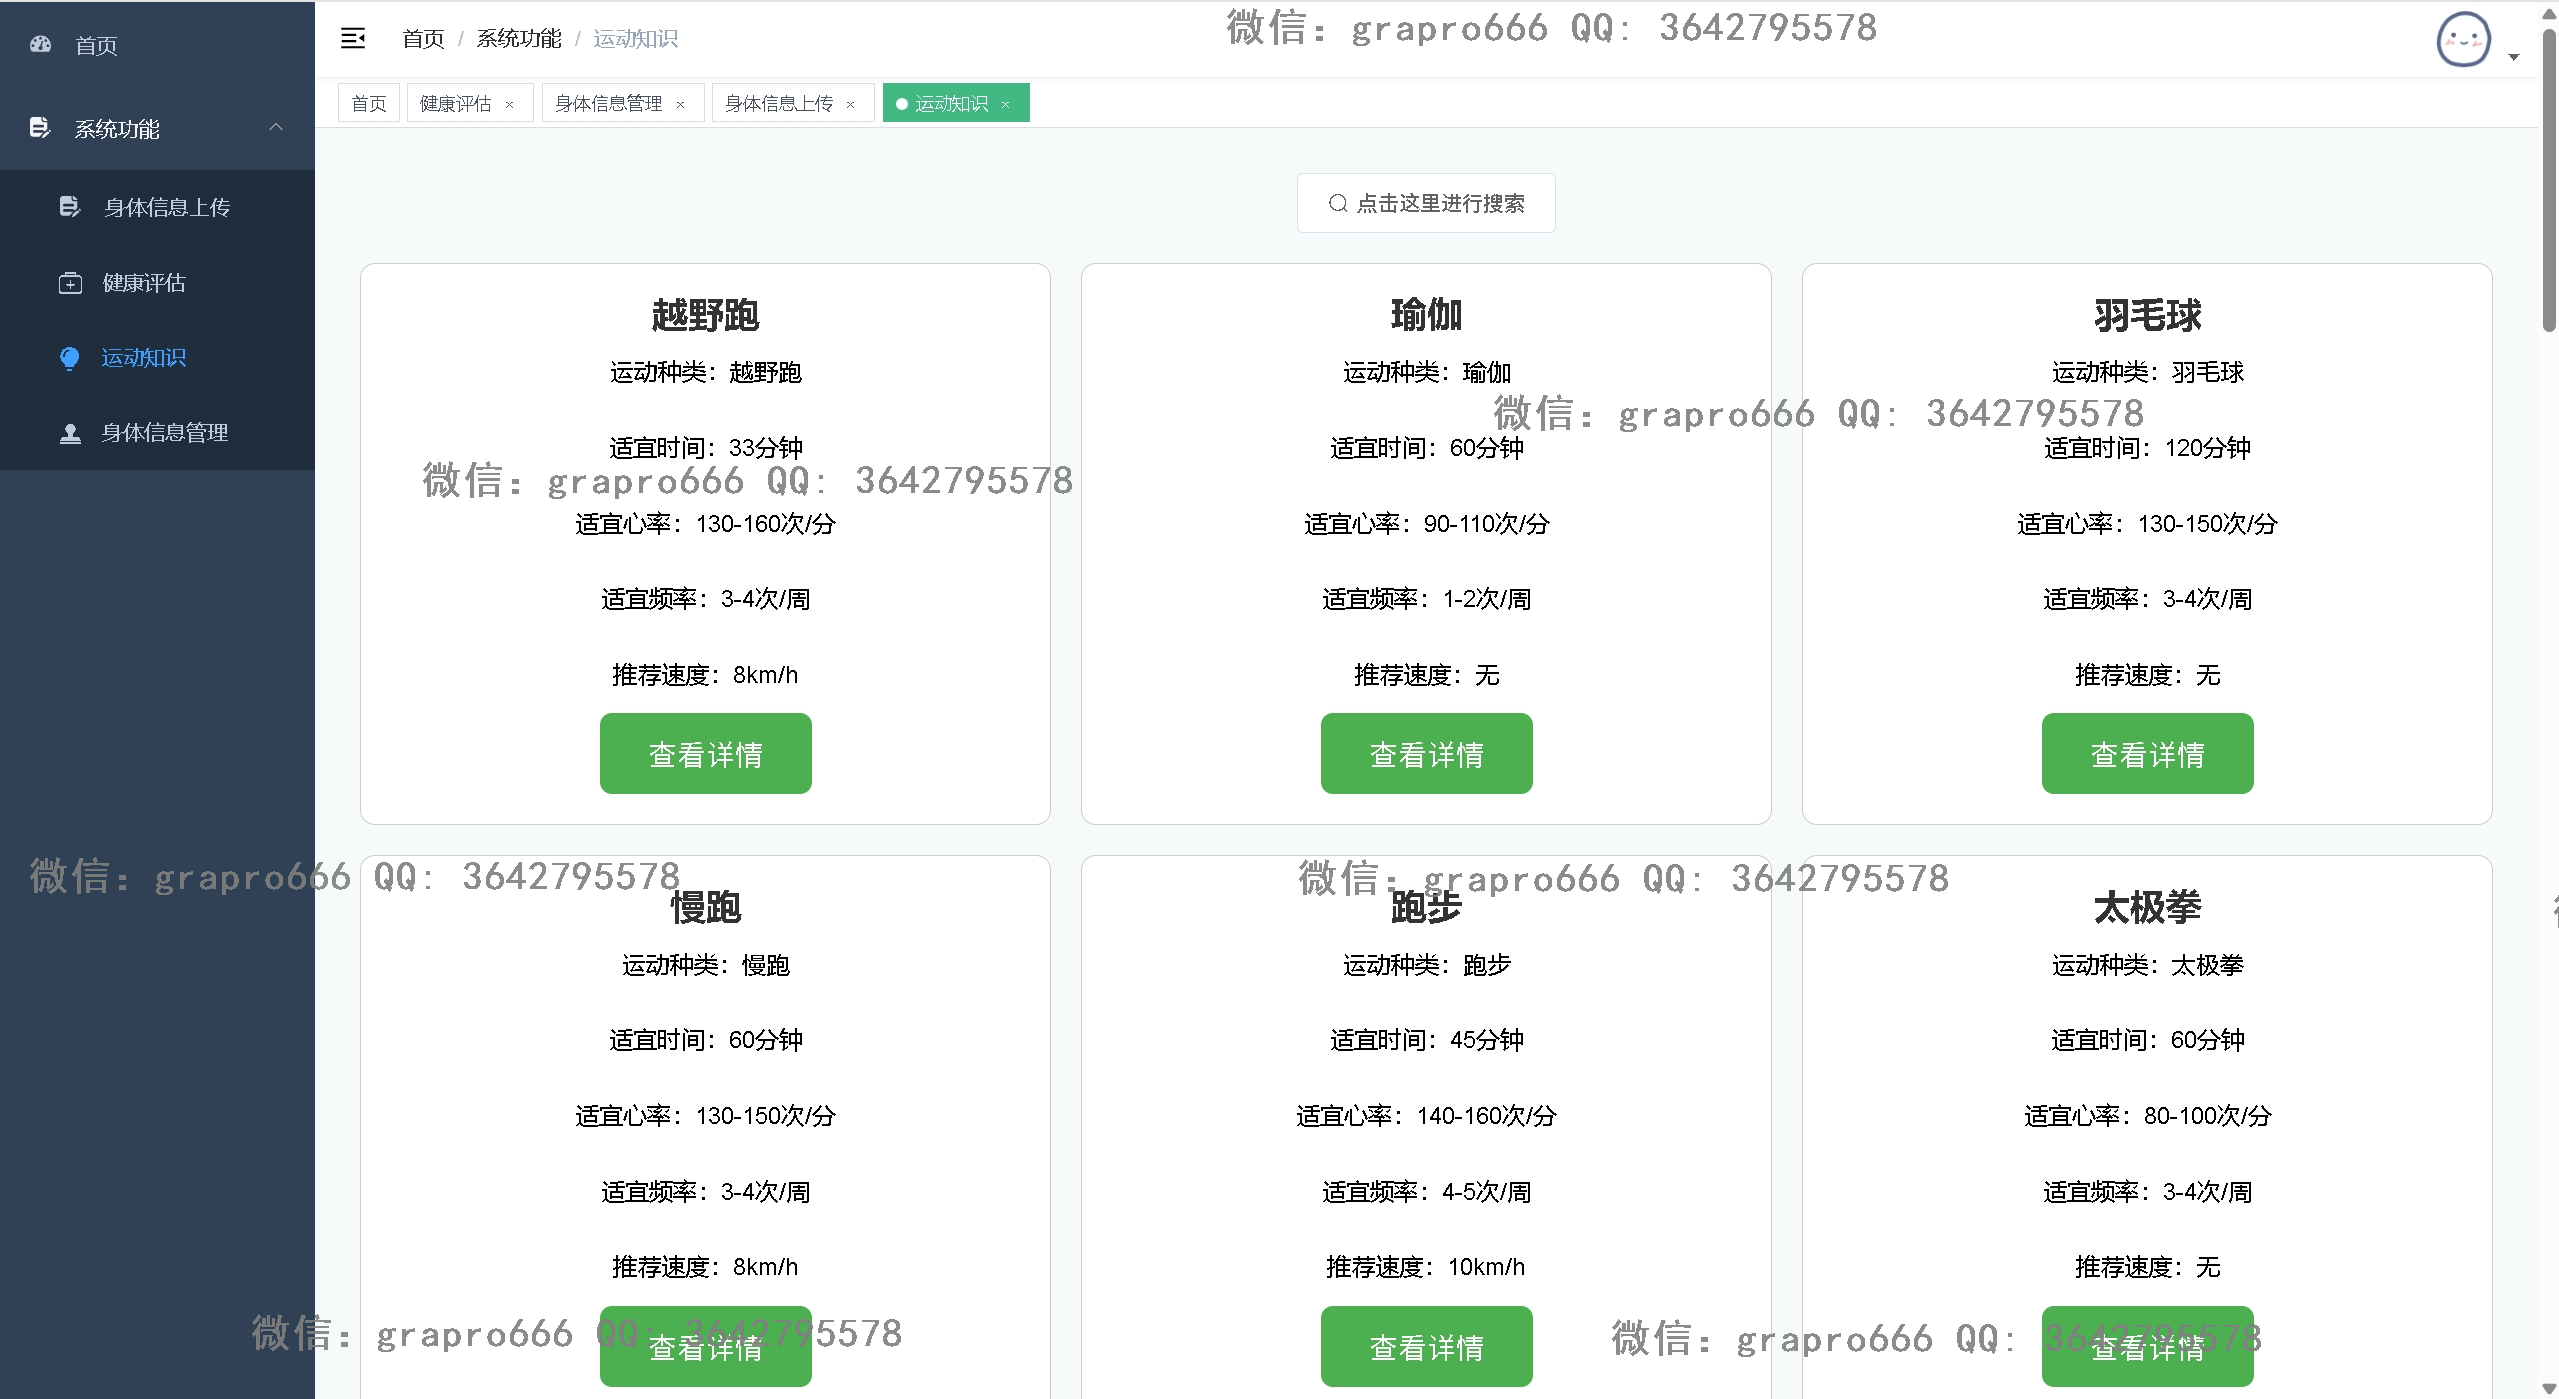 首页
系统功能
身体信息上传
健康评估
运动知识
身体信息管理
首页 / 系统功能 / 运动知识
微信: grapro666 QQ: 3642795578
首页
健康评估 ×
身体信息管理 ×
身体信息上传 ×
运动知识 ×
点击这里进行搜索
越野跑
运动种类：越野跑
适宜时间：33分钟
微信: grapro666 QQ: 3642795578
适宜心率：130-160次/分
适宜频率：3-4次/周
推荐速度：8km/h
查看详情
瑜伽
运动种类：瑜伽
微信: grapro666 QQ: 3642795578
适宜时间：60分钟
适宜心率：90-110次/分
适宜频率：1-2次/周
推荐速度：无
查看详情
羽毛球
运动种类：羽毛球
适宜时间：120分钟
适宜心率：130-150次/分
适宜频率：3-4次/周
推荐速度：无
查看详情
微信: grapro666 QQ: 3642795578
慢跑
运动种类：慢跑
适宜时间：60分钟
适宜心率：130-150次/分
适宜频率：3-4次/周
推荐速度：8km/h
微信: grapro666 QQ: 3642795578
查看详情
微信: grapro666 QQ: 3642795578
跑步
运动种类：跑步
适宜时间：45分钟
适宜心率：140-160次/分
适宜频率：4-5次/周
推荐速度：10km/h
查看详情
太极拳
运动种类：太极拳
适宜时间：60分钟
适宜心率：80-100次/分
适宜频率：3-4次/周
推荐速度：无
微信: grapro666 QQ: 3642795578
查看详情